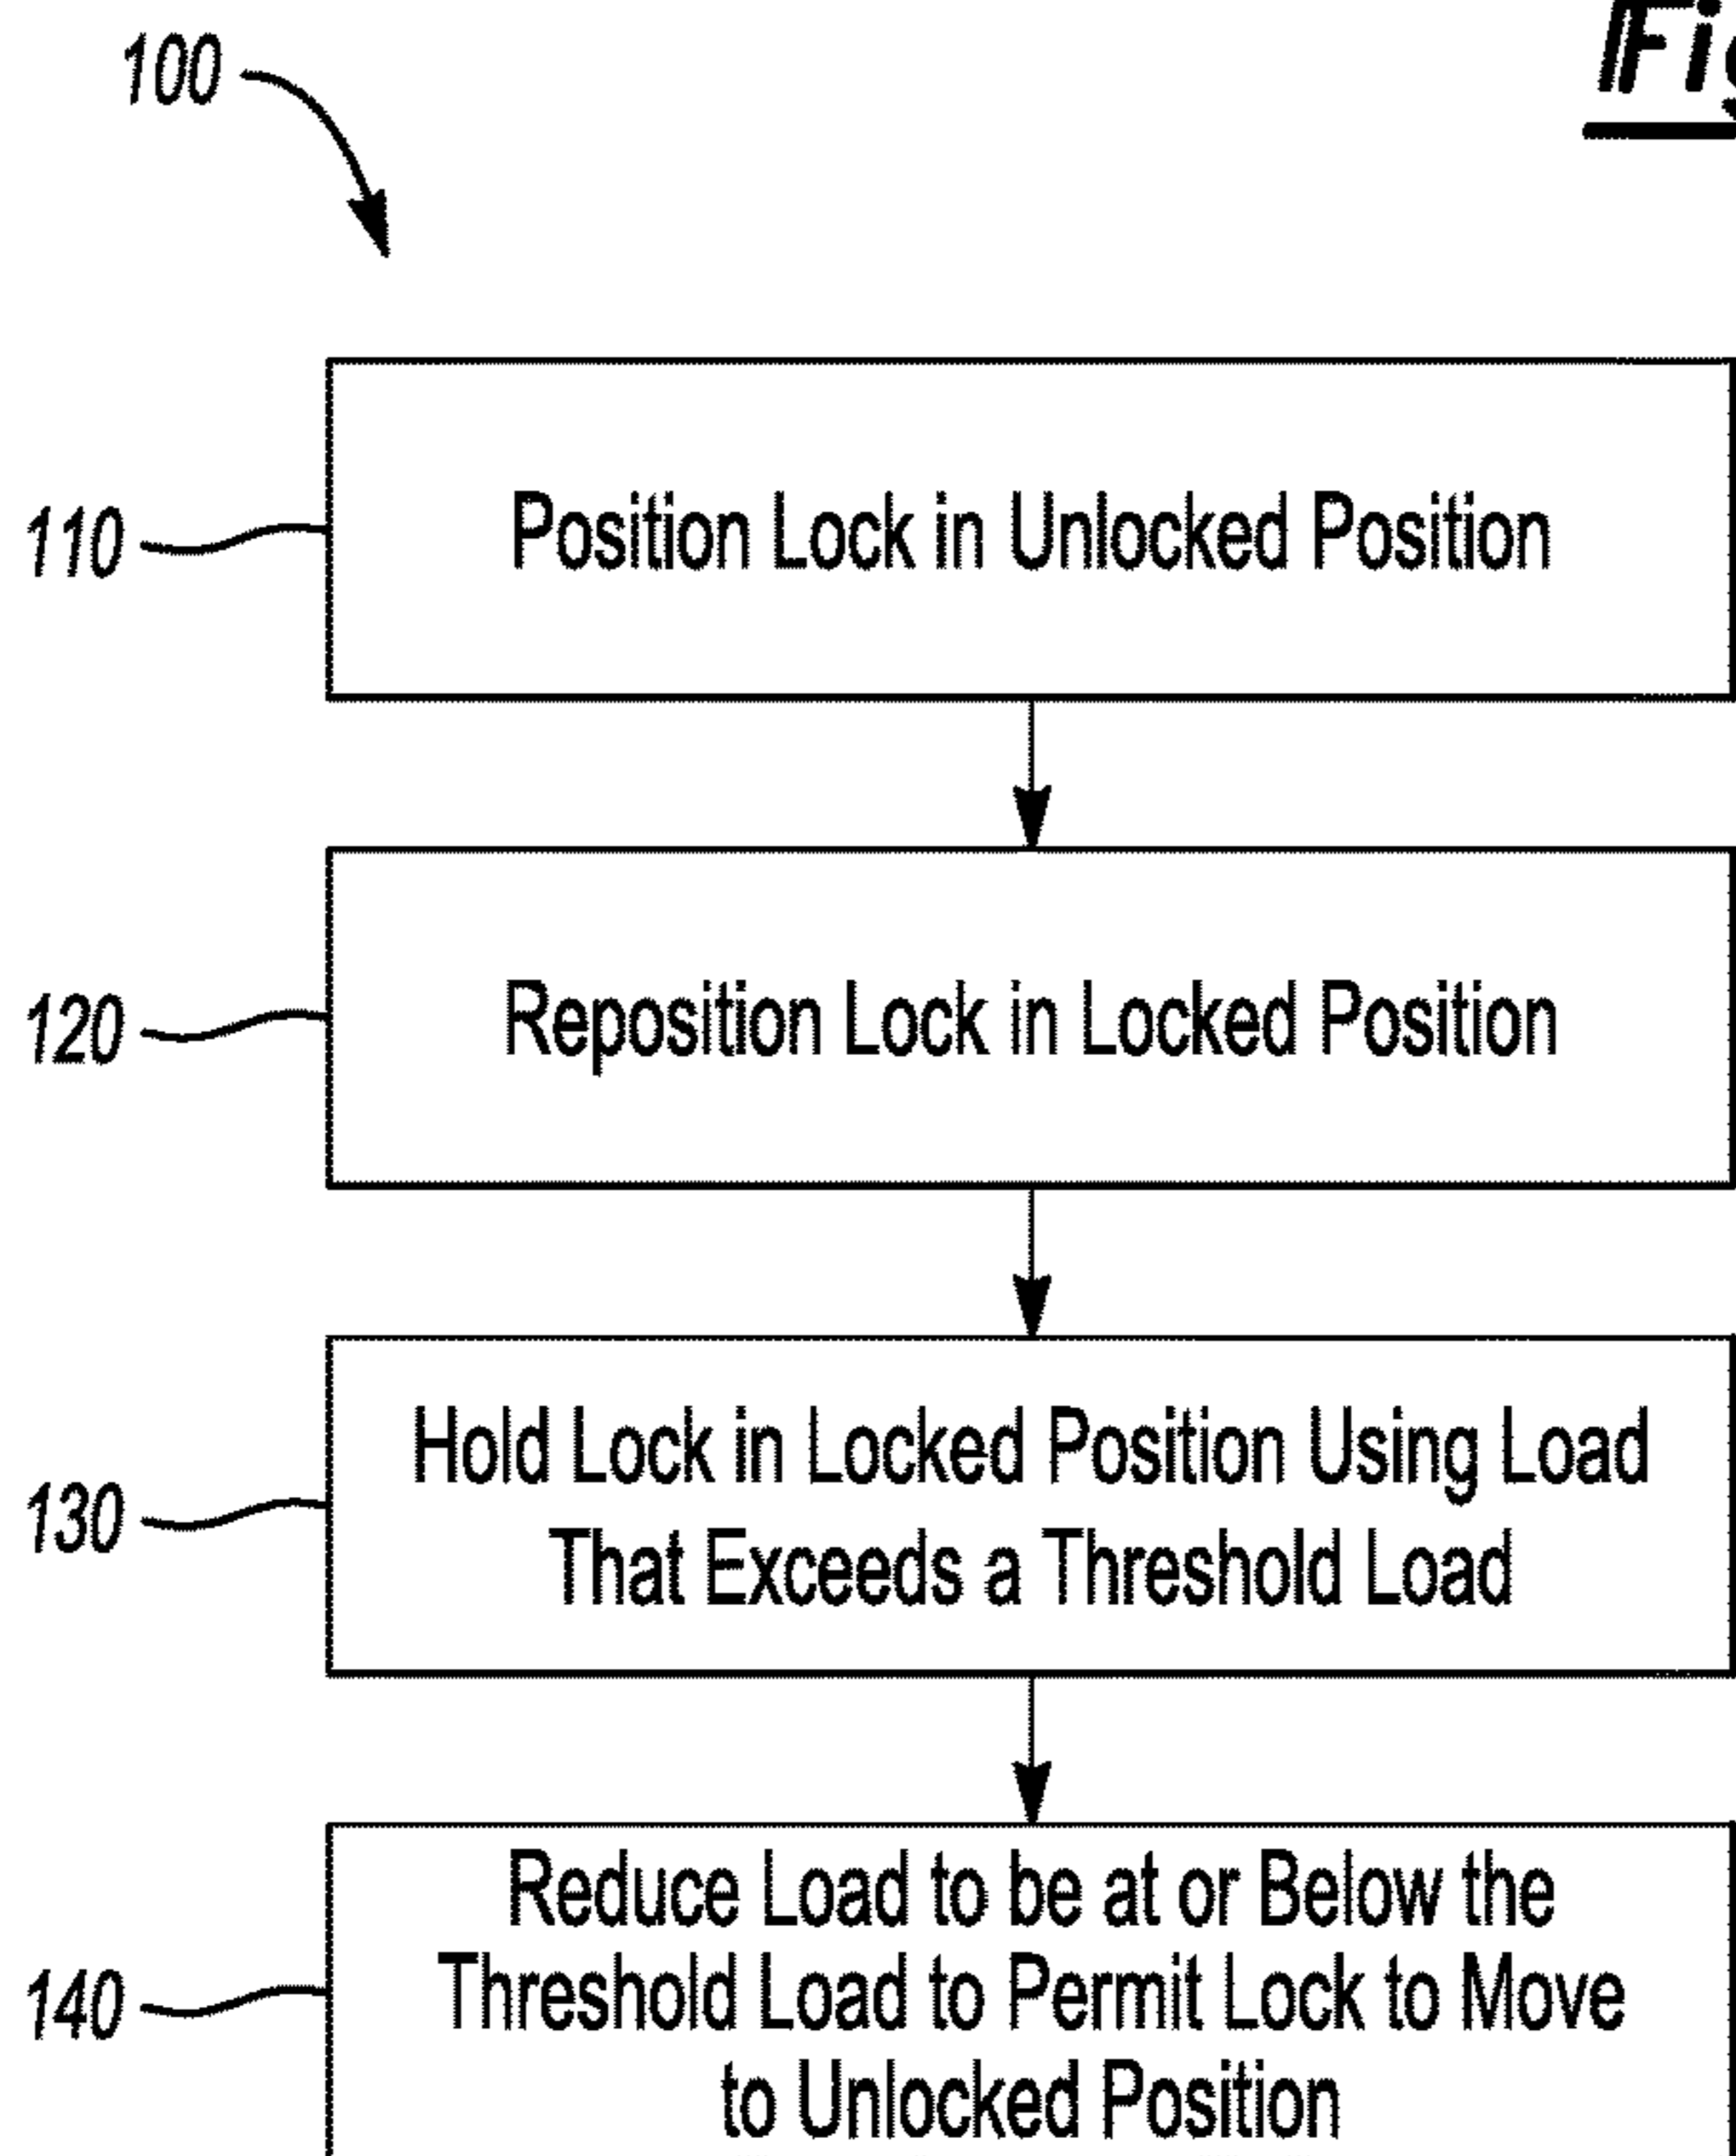 100
110
Position Lock in Unlocked Position
120
Reposition Lock in Locked Position
130
Hold Lock in Locked Position Using Load
That Exceeds a Threshold Load
140
Reduce Load to be at or Below the
Threshold Load to Permit Lock to Move
to Unlocked Position